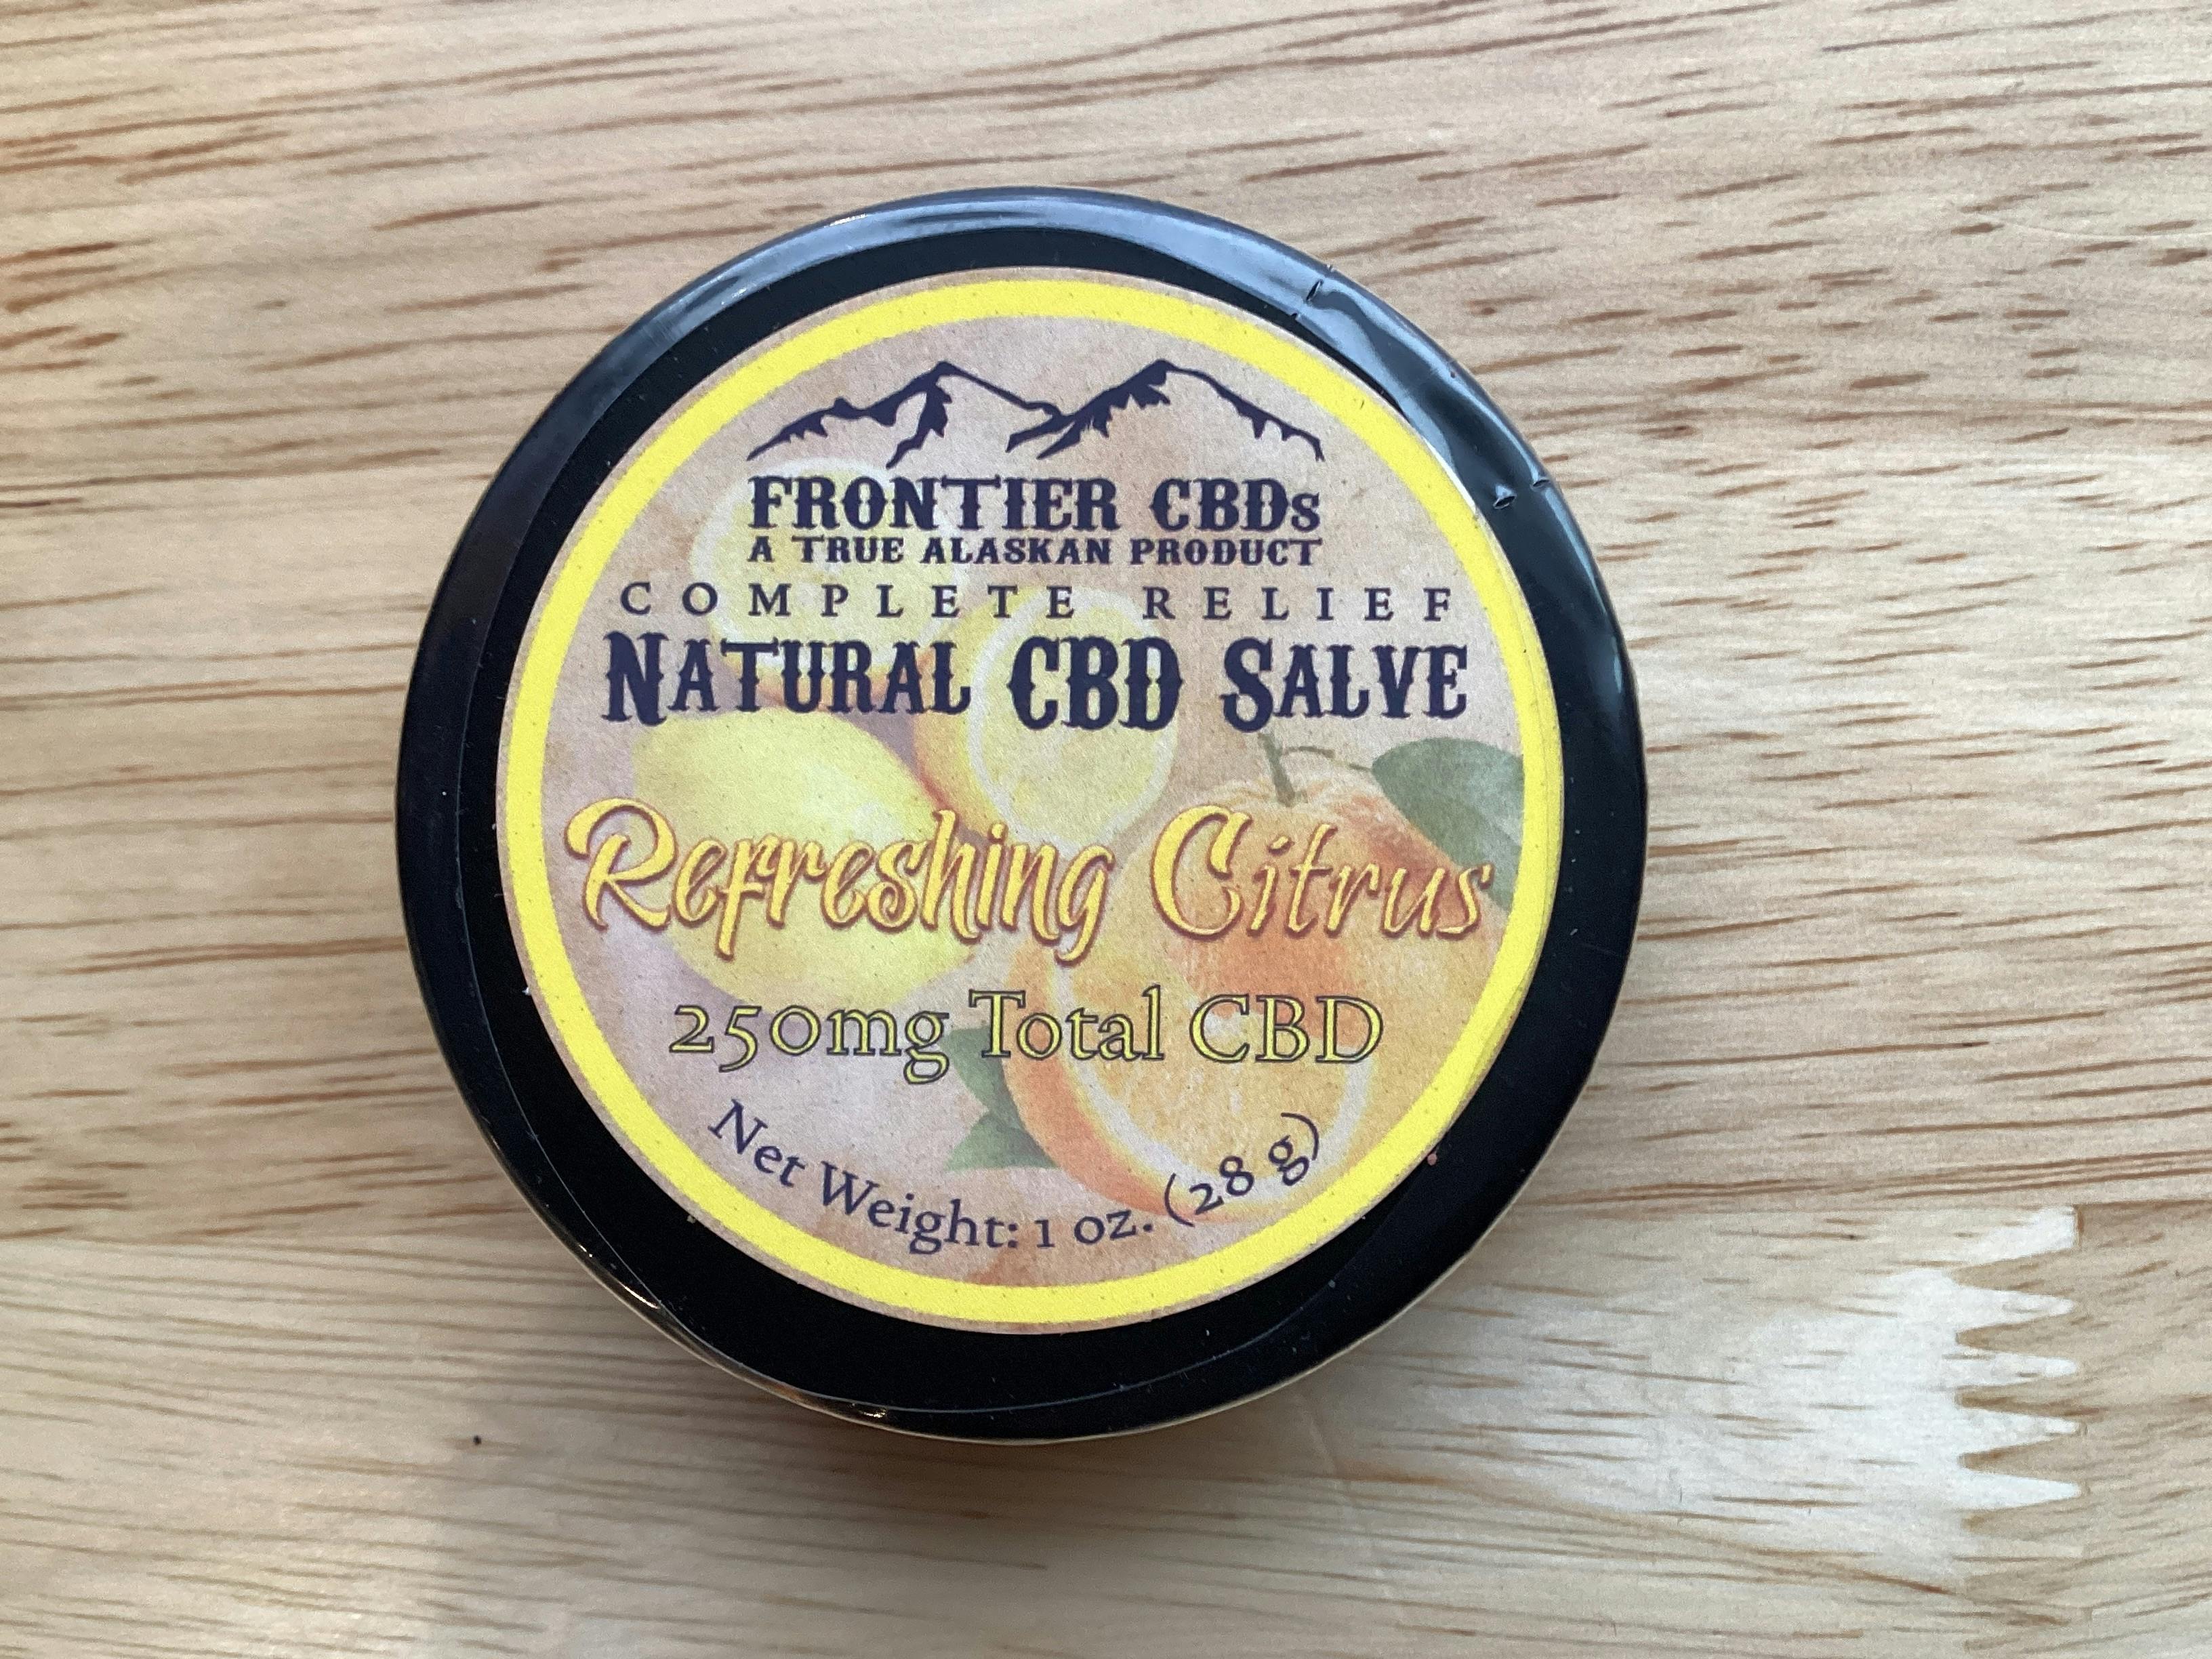 FRONTIER CBDs
A TRUE ALASKAN PRODUCT
COMPLETE RELIEF
NATURAL CBD SALVE
Refreshing Citrus
250mg Total CBD
Net Weight: 1 oz. (28 g)